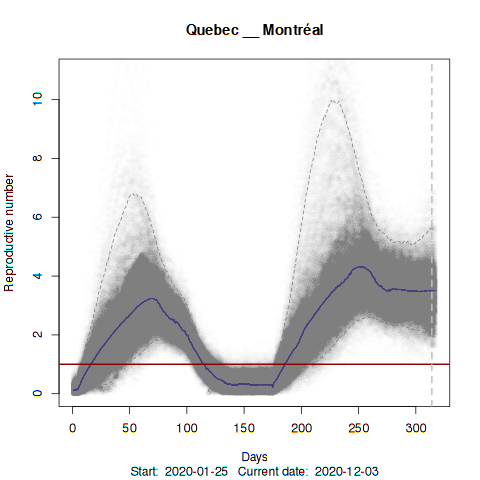 Quebec __ Montréal
Reproductive number
10
8
6
4
2
0
0 50 100 150 200 250 300
Days
Start: 2020-01-25 Current date: 2020-12-03